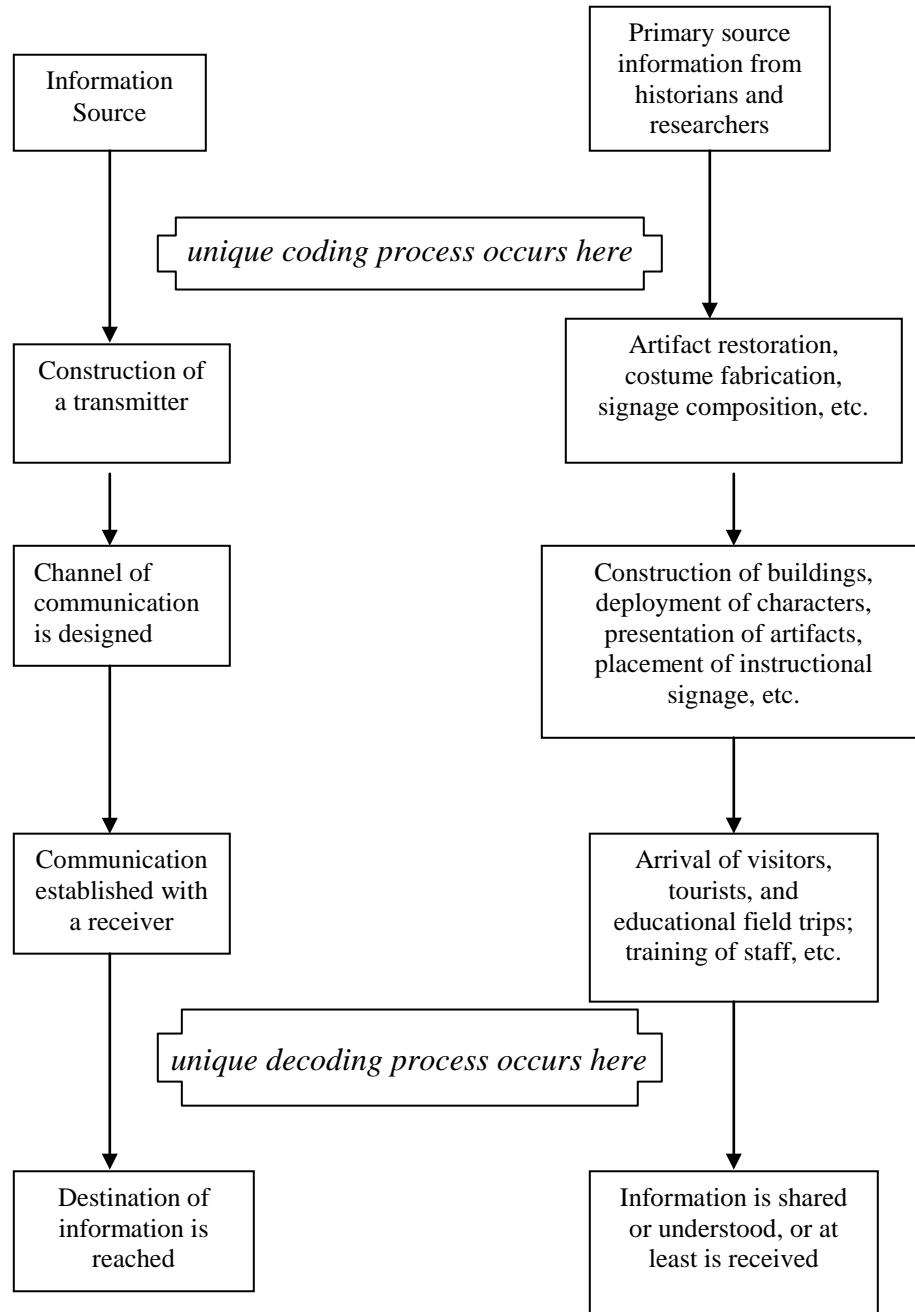 Information
Source
Primary source
information from
historians and
researchers
unique coding process occurs here
Construction of
a transmitter
Artifact restoration,
costume fabrication,
signage composition, etc.
Channel of
communication
is designed
Construction of buildings,
deployment of characters,
presentation of artifacts,
placement of instructional
signage, etc.
Communication
established with
a receiver
Arrival of visitors,
tourists, and
educational field trips;
training of staff, etc.
unique decoding process occurs here
Destination of
information is
reached
Information is shared
or understood, or at
least is received